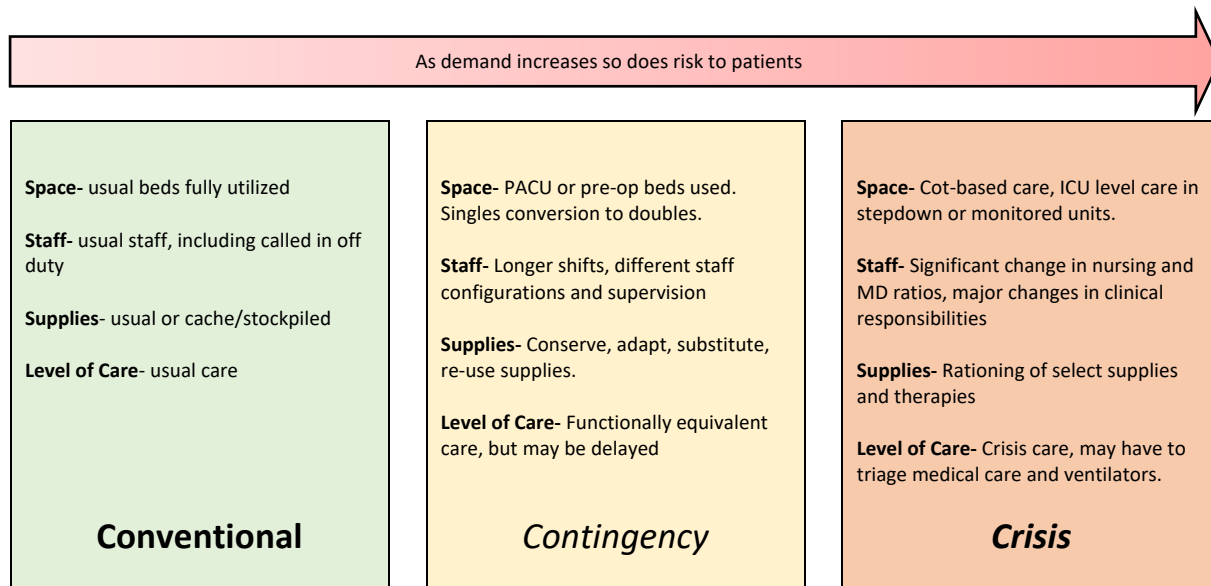 As demand increases so does risk to patients
Space- usual beds fully utilized
Staff- usual staff, including called in off
duty
Supplies- usual or cache/stockpiled
Level of Care- usual care
Conventional
Space- PACU or pre-op beds used.
Singles conversion to doubles.
Staff- Longer shifts, different staff
configurations and supervision
Supplies- Conserve, adapt, substitute,
re-use supplies.
Level of Care- Functionally equivalent
care, but may be delayed
Contingency
Space- Cot-based care, ICU level care in
stepdown or monitored units.
Staff- Significant change in nursing and
MD ratios, major changes in clinical
responsibilities
Supplies- Rationing of select supplies
and therapies
Level of Care- Crisis care, may have to
triage medical care and ventilators.
Crisis